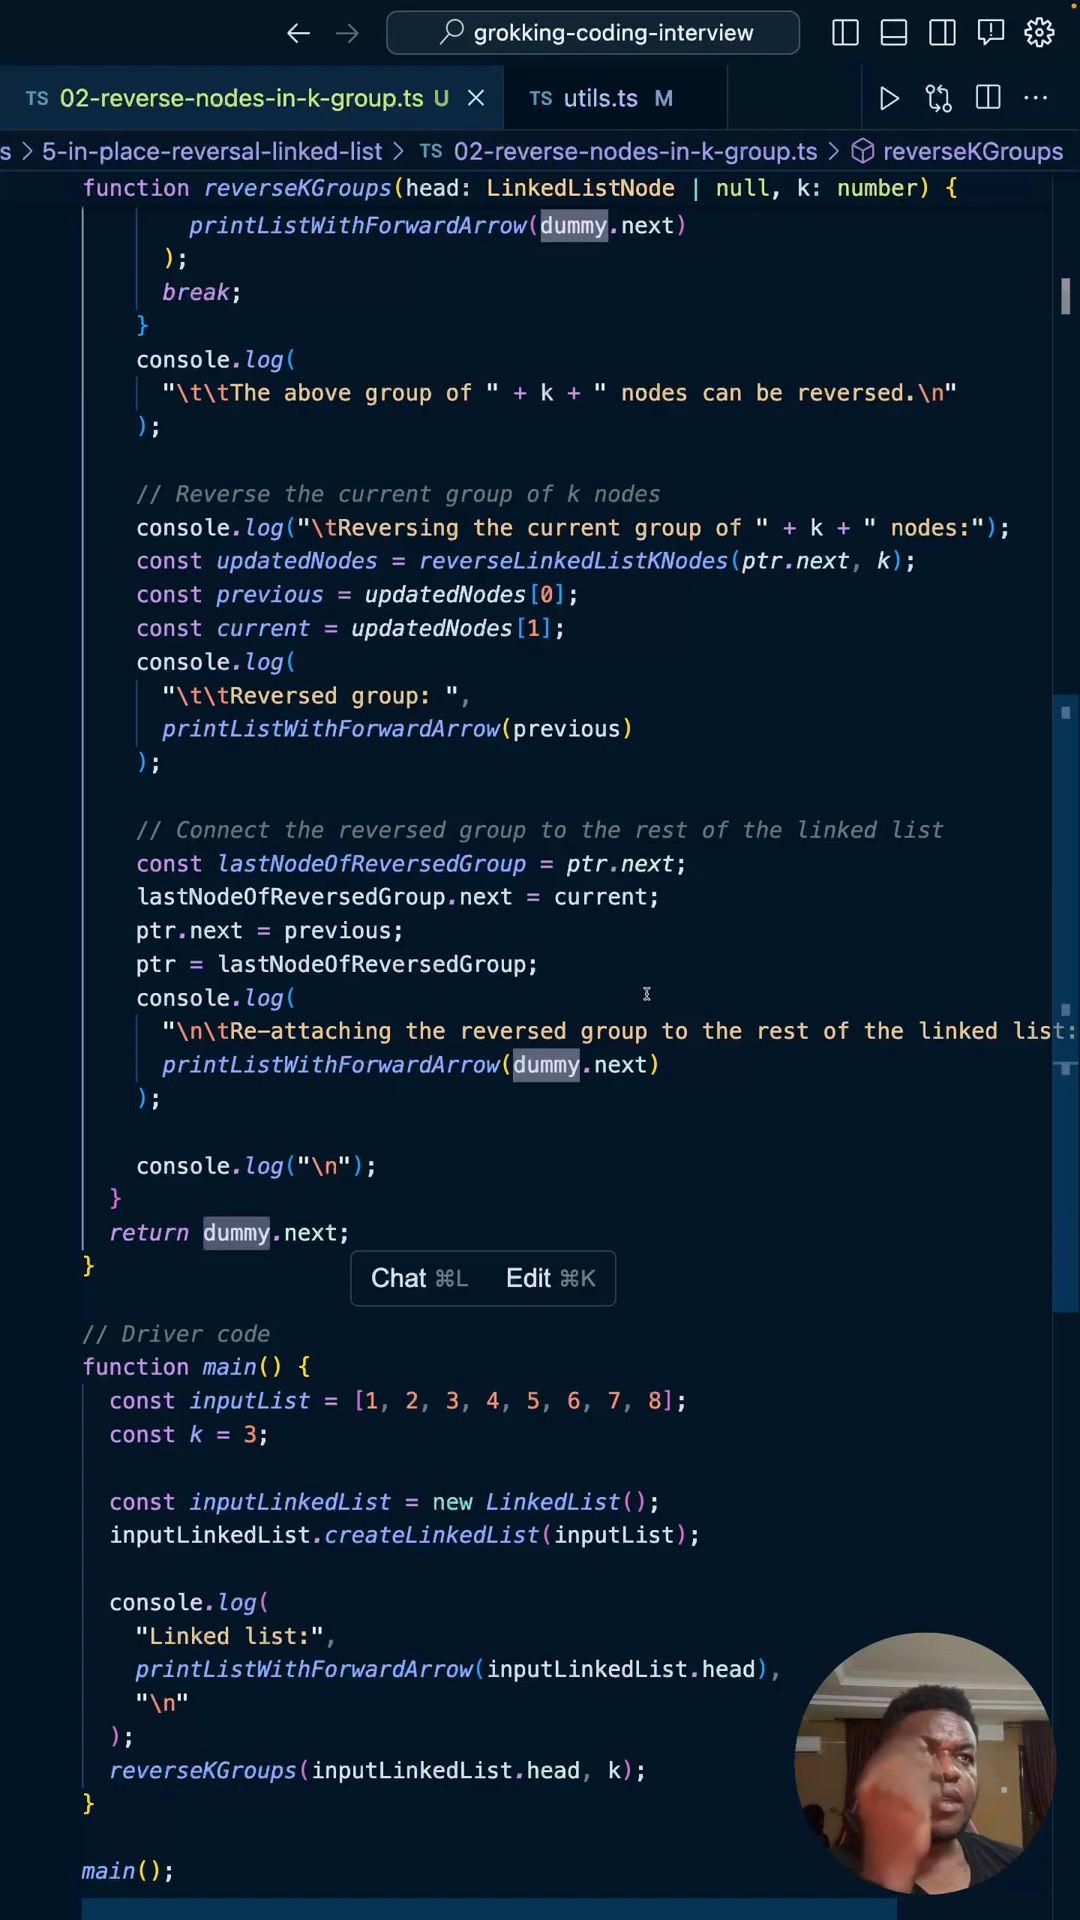 grokking-coding-interview
TS 02-reverse-nodes-in-k-group.ts U
TS utils.ts M
s > 5-in-place-reversal-linked-list > TS 02-reverse-nodes-in-k-group.ts > reverseKGroups
function reverseKGroups(head: LinkedListNode | null, k: number) {
printListWithForwardArrow(dummy.next)
);
break;
}
console.log(
"\t\tThe above group of " + k + " nodes can be reversed.\n"
);
// Reverse the current group of k nodes
console.log("\tReversing the current group of " + k + " nodes:");
const updatedNodes = reverseLinkedListKNodes(ptr.next, k);
const previous = updatedNodes[0];
const current = updatedNodes[1];
console.log(
"\t\tReversed group: ",
printListWithForwardArrow(previous)
);
// Connect the reversed group to the rest of the linked list
const lastNodeOfReversedGroup = ptr.next;
lastNodeOfReversedGroup.next = current;
ptr.next = previous;
ptr = lastNodeOfReversedGroup;
console.log(
"\n\tRe-attaching the reversed group to the rest of the linked list:
printListWithForwardArrow(dummy.next)
);
console.log("\n");
}
return dummy.next;
}
Chat ⌘L Edit ⌘K
// Driver code
function main() {
const inputList = [1, 2, 3, 4, 5, 6, 7, 8];
const k = 3;
const inputLinkedList = new LinkedList();
inputLinkedList.createLinkedList(inputList);
console.log(
"Linked list:",
printListWithForwardArrow(inputLinkedList.head),
"\n"
);
reverseKGroups(inputLinkedList.head, k);
}
main();